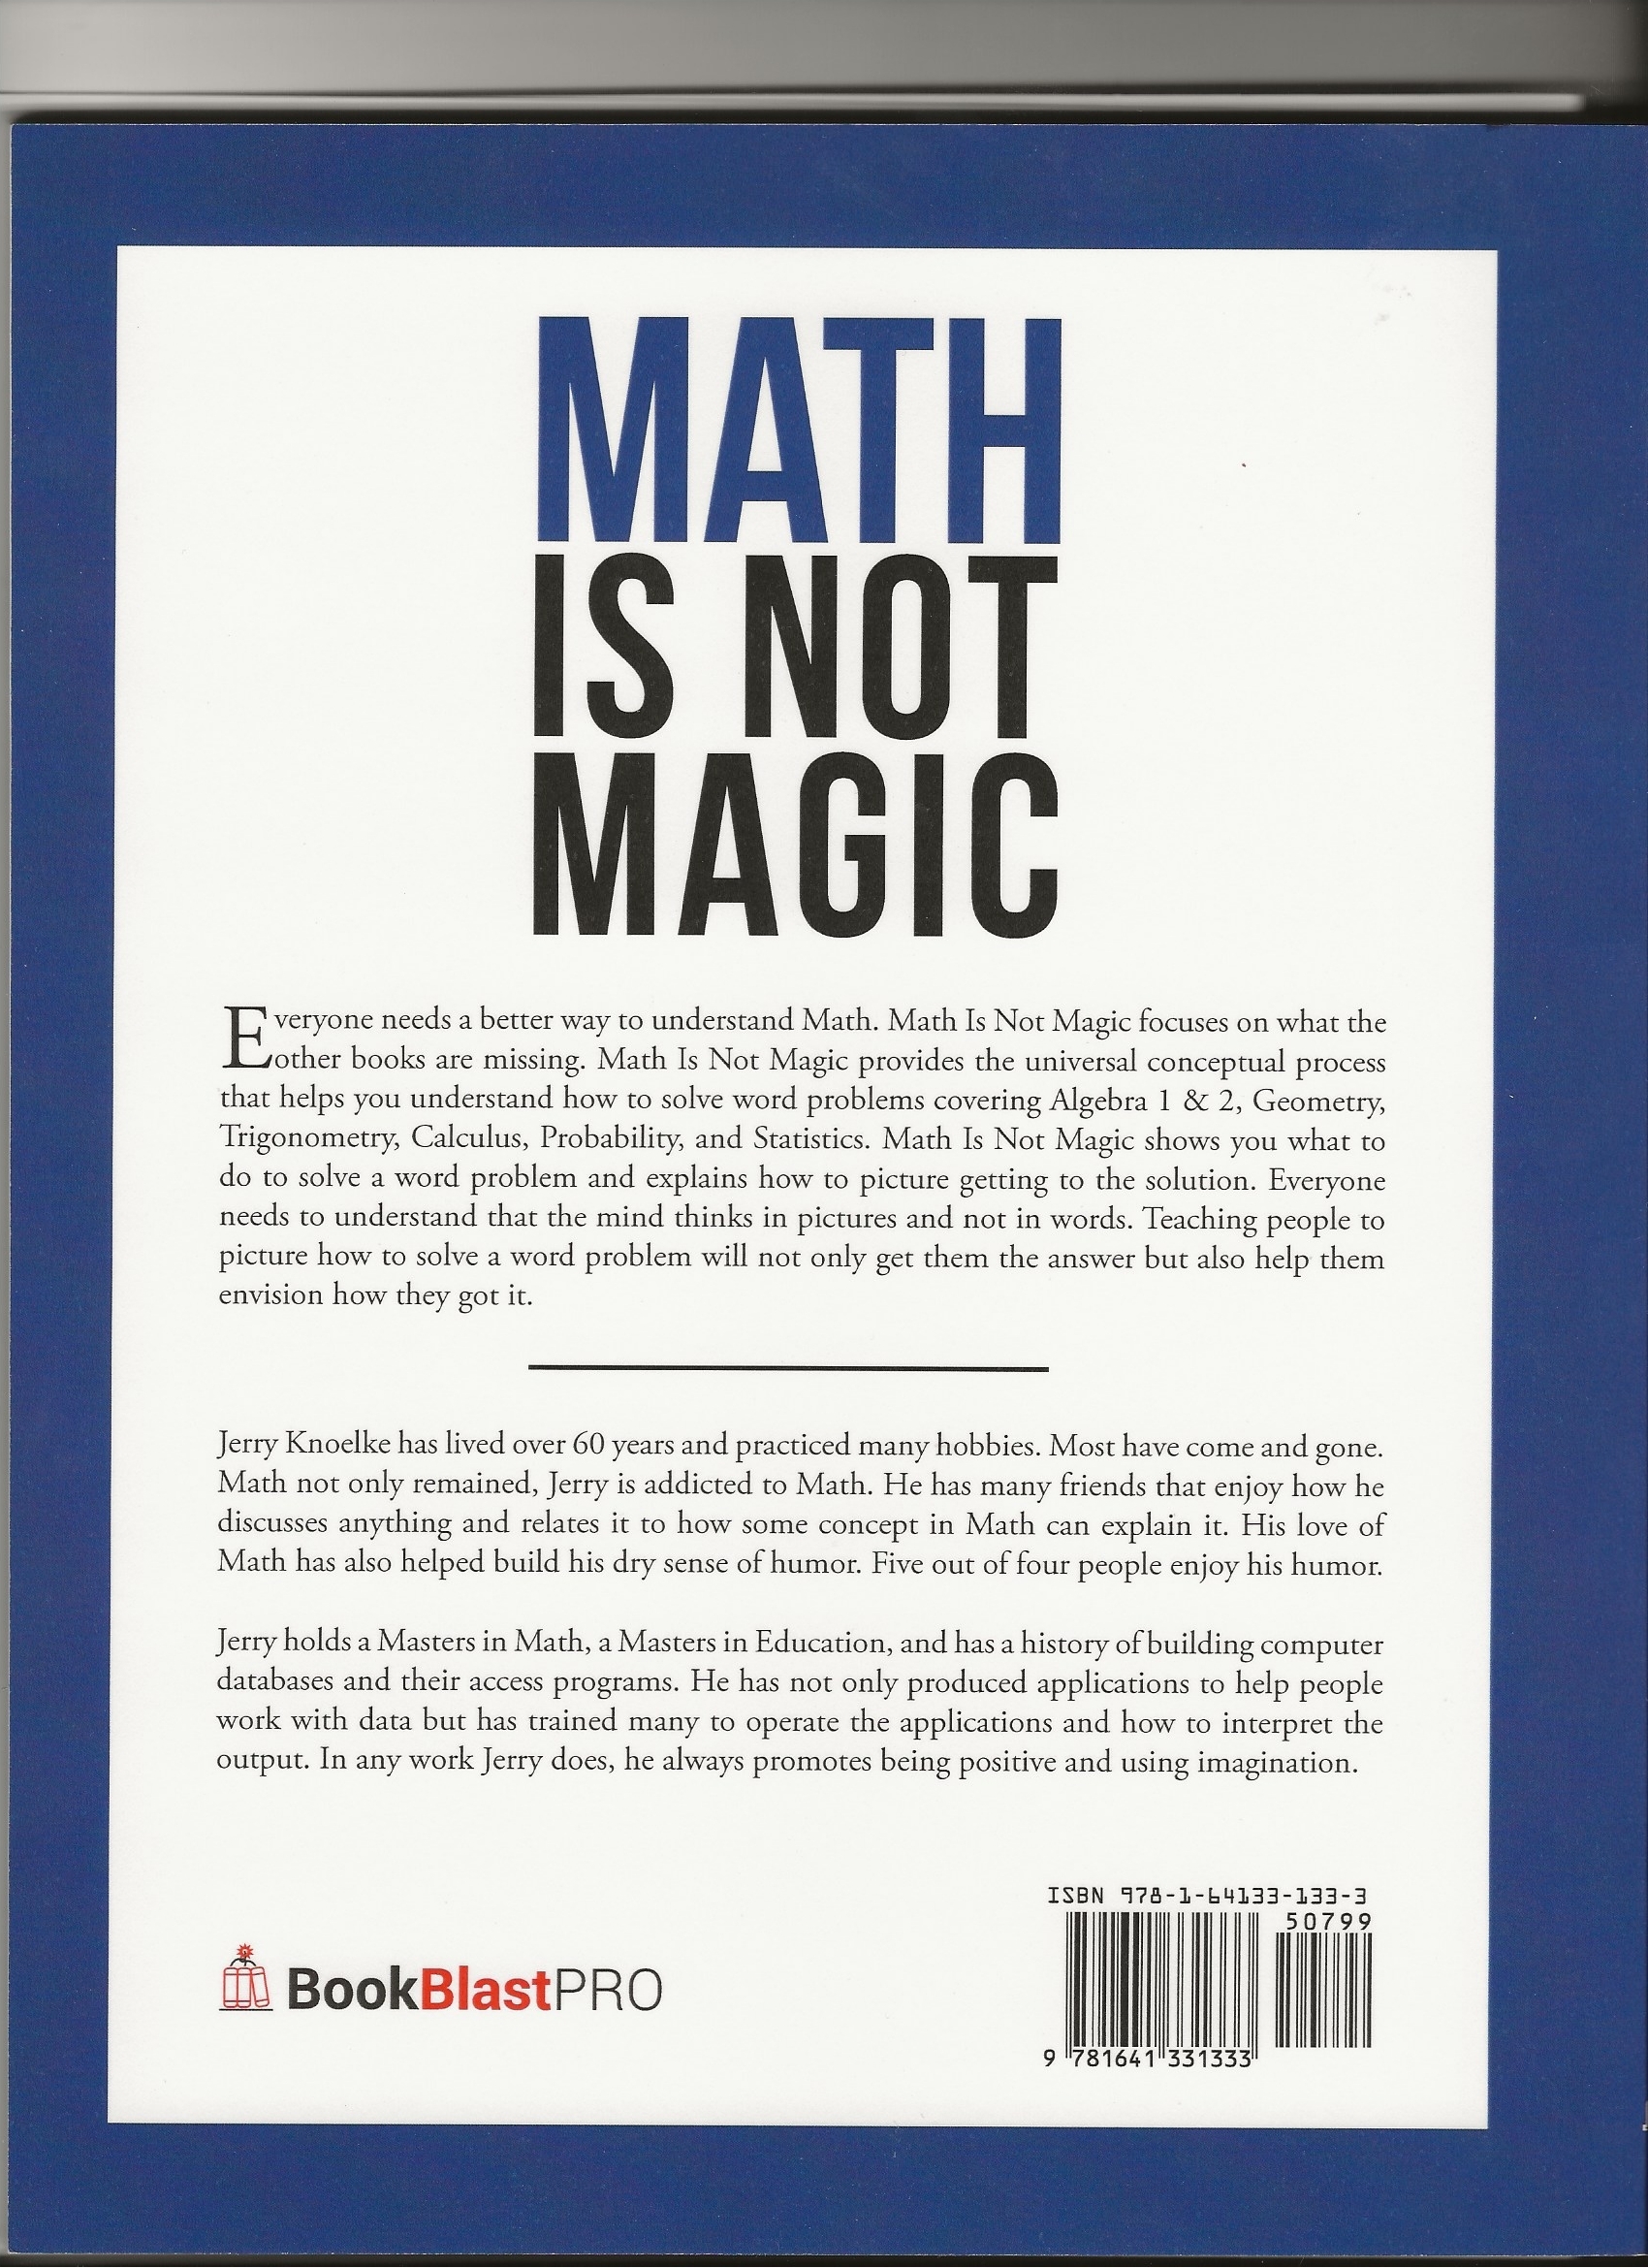 MATH
IS NOT
MAGIC
Everyone needs a better way to understand Math. Math Is Not Magic focuses on what the
other books are missing. Math Is Not Magic provides the universal conceptual process
that helps you understand how to solve word problems covering Algebra 1 & 2, Geometry,
Trigonometry, Calculus, Probability, and Statistics. Math Is Not Magic shows you what to
do to solve a word problem and explains how to picture getting to the solution. Everyone
needs to understand that the mind thinks in pictures and not in words. Teaching people to
picture how to solve a word problem will not only get them the answer but also help them
envision how they got it.
Jerry Knoelke has lived over 60 years and practiced many hobbies. Most have come and gone.
Math not only remained, Jerry is addicted to Math. He has many friends that enjoy how he
discusses anything and relates it to how some concept in Math can explain it. His love of
Math has also helped build his dry sense of humor. Five out of four people enjoy his humor.
Jerry holds a Masters in Math, a Masters in Education, and has a history of building computer
databases and their access programs. He has not only produced applications to help people
work with data but has trained many to operate the applications and how to interpret the
output. In any work Jerry does, he always promotes being positive and using imagination.
BookBlastPRO
ISBN 978-1-64133-133-3
50799
9 781641 331333